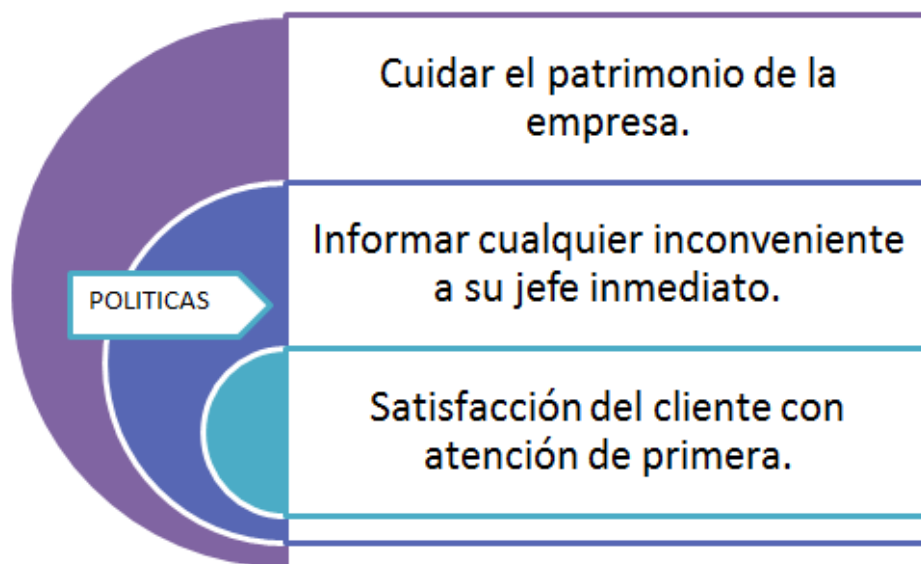 Cuidar el patrimonio de la
empresa.
Informar cualquier inconveniente
a su jefe inmediato.
POLITICAS
Satisfacción del cliente con
atención de primera.